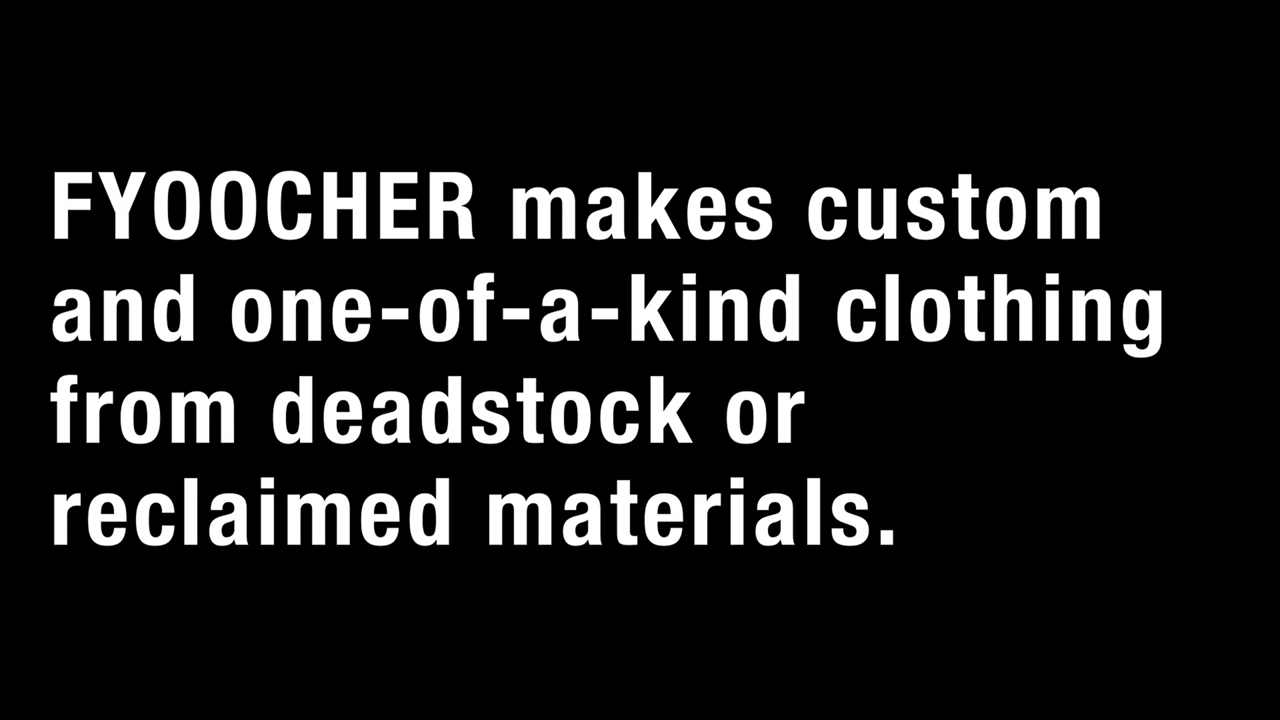 FYOOCHER makes custom
and one-of-a-kind clothing
from deadstock or
reclaimed materials.